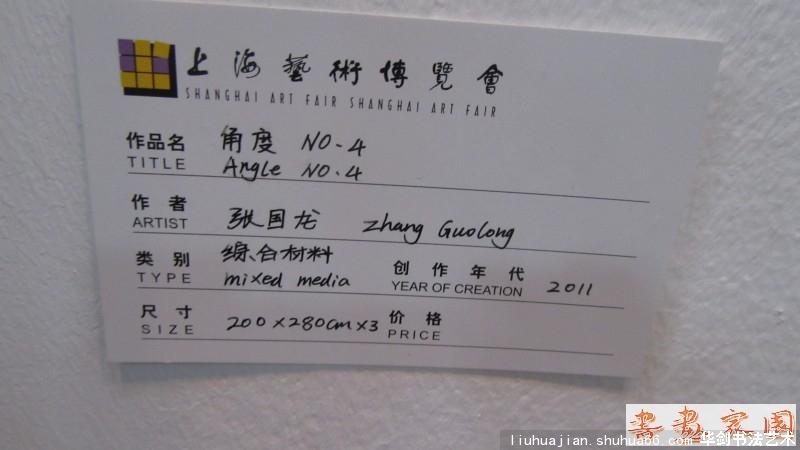 上海藝術博覽會
SHANGHAI ART FAIR SHANGHAI ART FAIR
作品名 角度 NO.4
TITLE Angle NO.4
作者
ARTIST 张国龙 Zhang Guolong
类别 综合材料
TYPE mixed media
创作年代
YEAR OF CREATION 2011
尺寸
SIZE 200×280cm×3
价格
PRICE
書畫家園
liuhuajian.shuhua66.com 华剑书法艺术